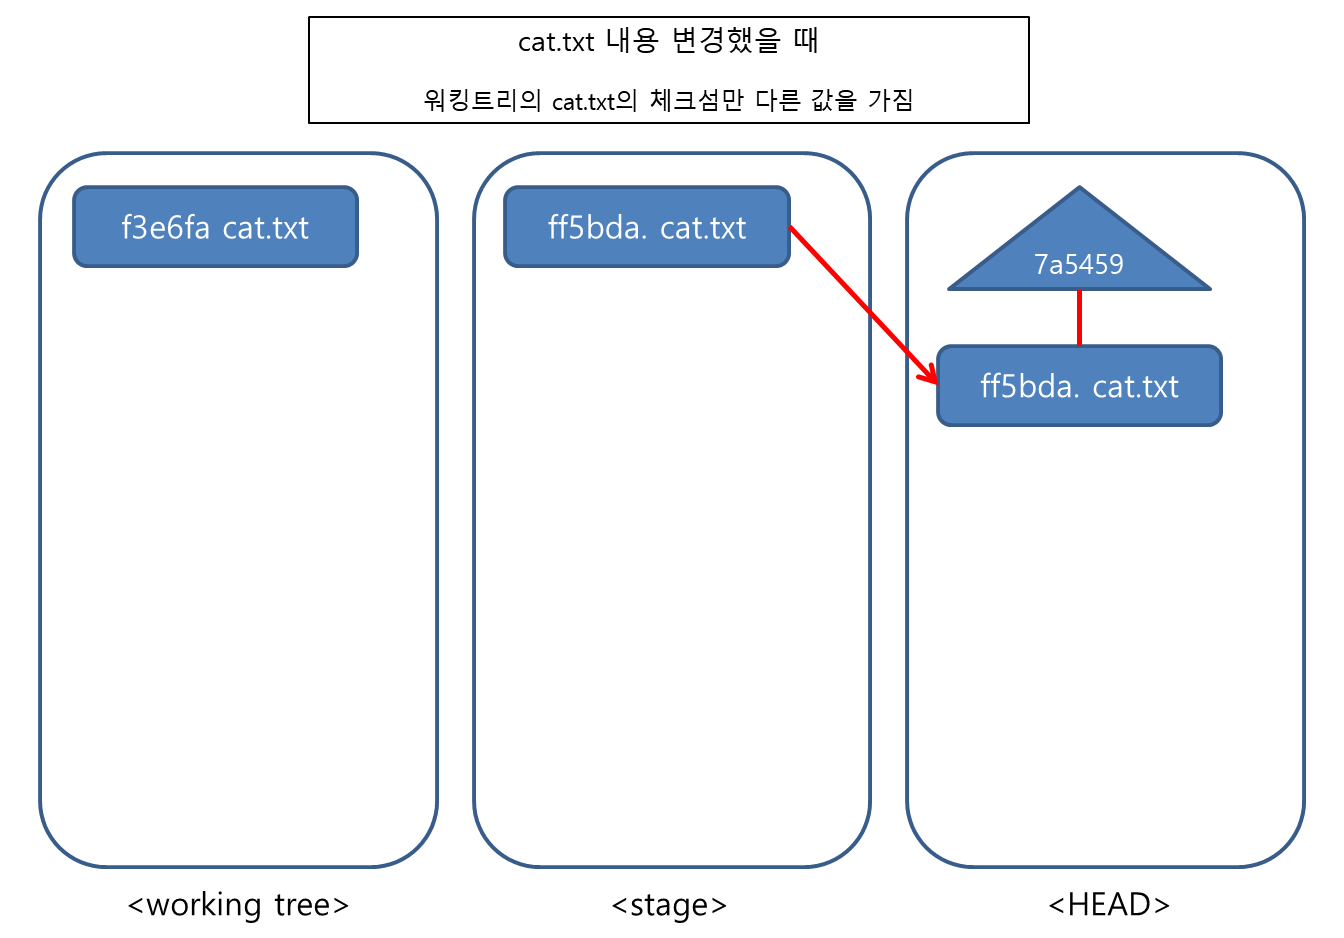 cat.txt 내용 변경했을 때
워킹트리의 cat.txt의 체크섬만 다른 값을 가짐
f3e6fa cat.txt
ff5bda. cat.txt
7a5459
ff5bda. cat.txt
<working tree>
<stage>
<HEAD>